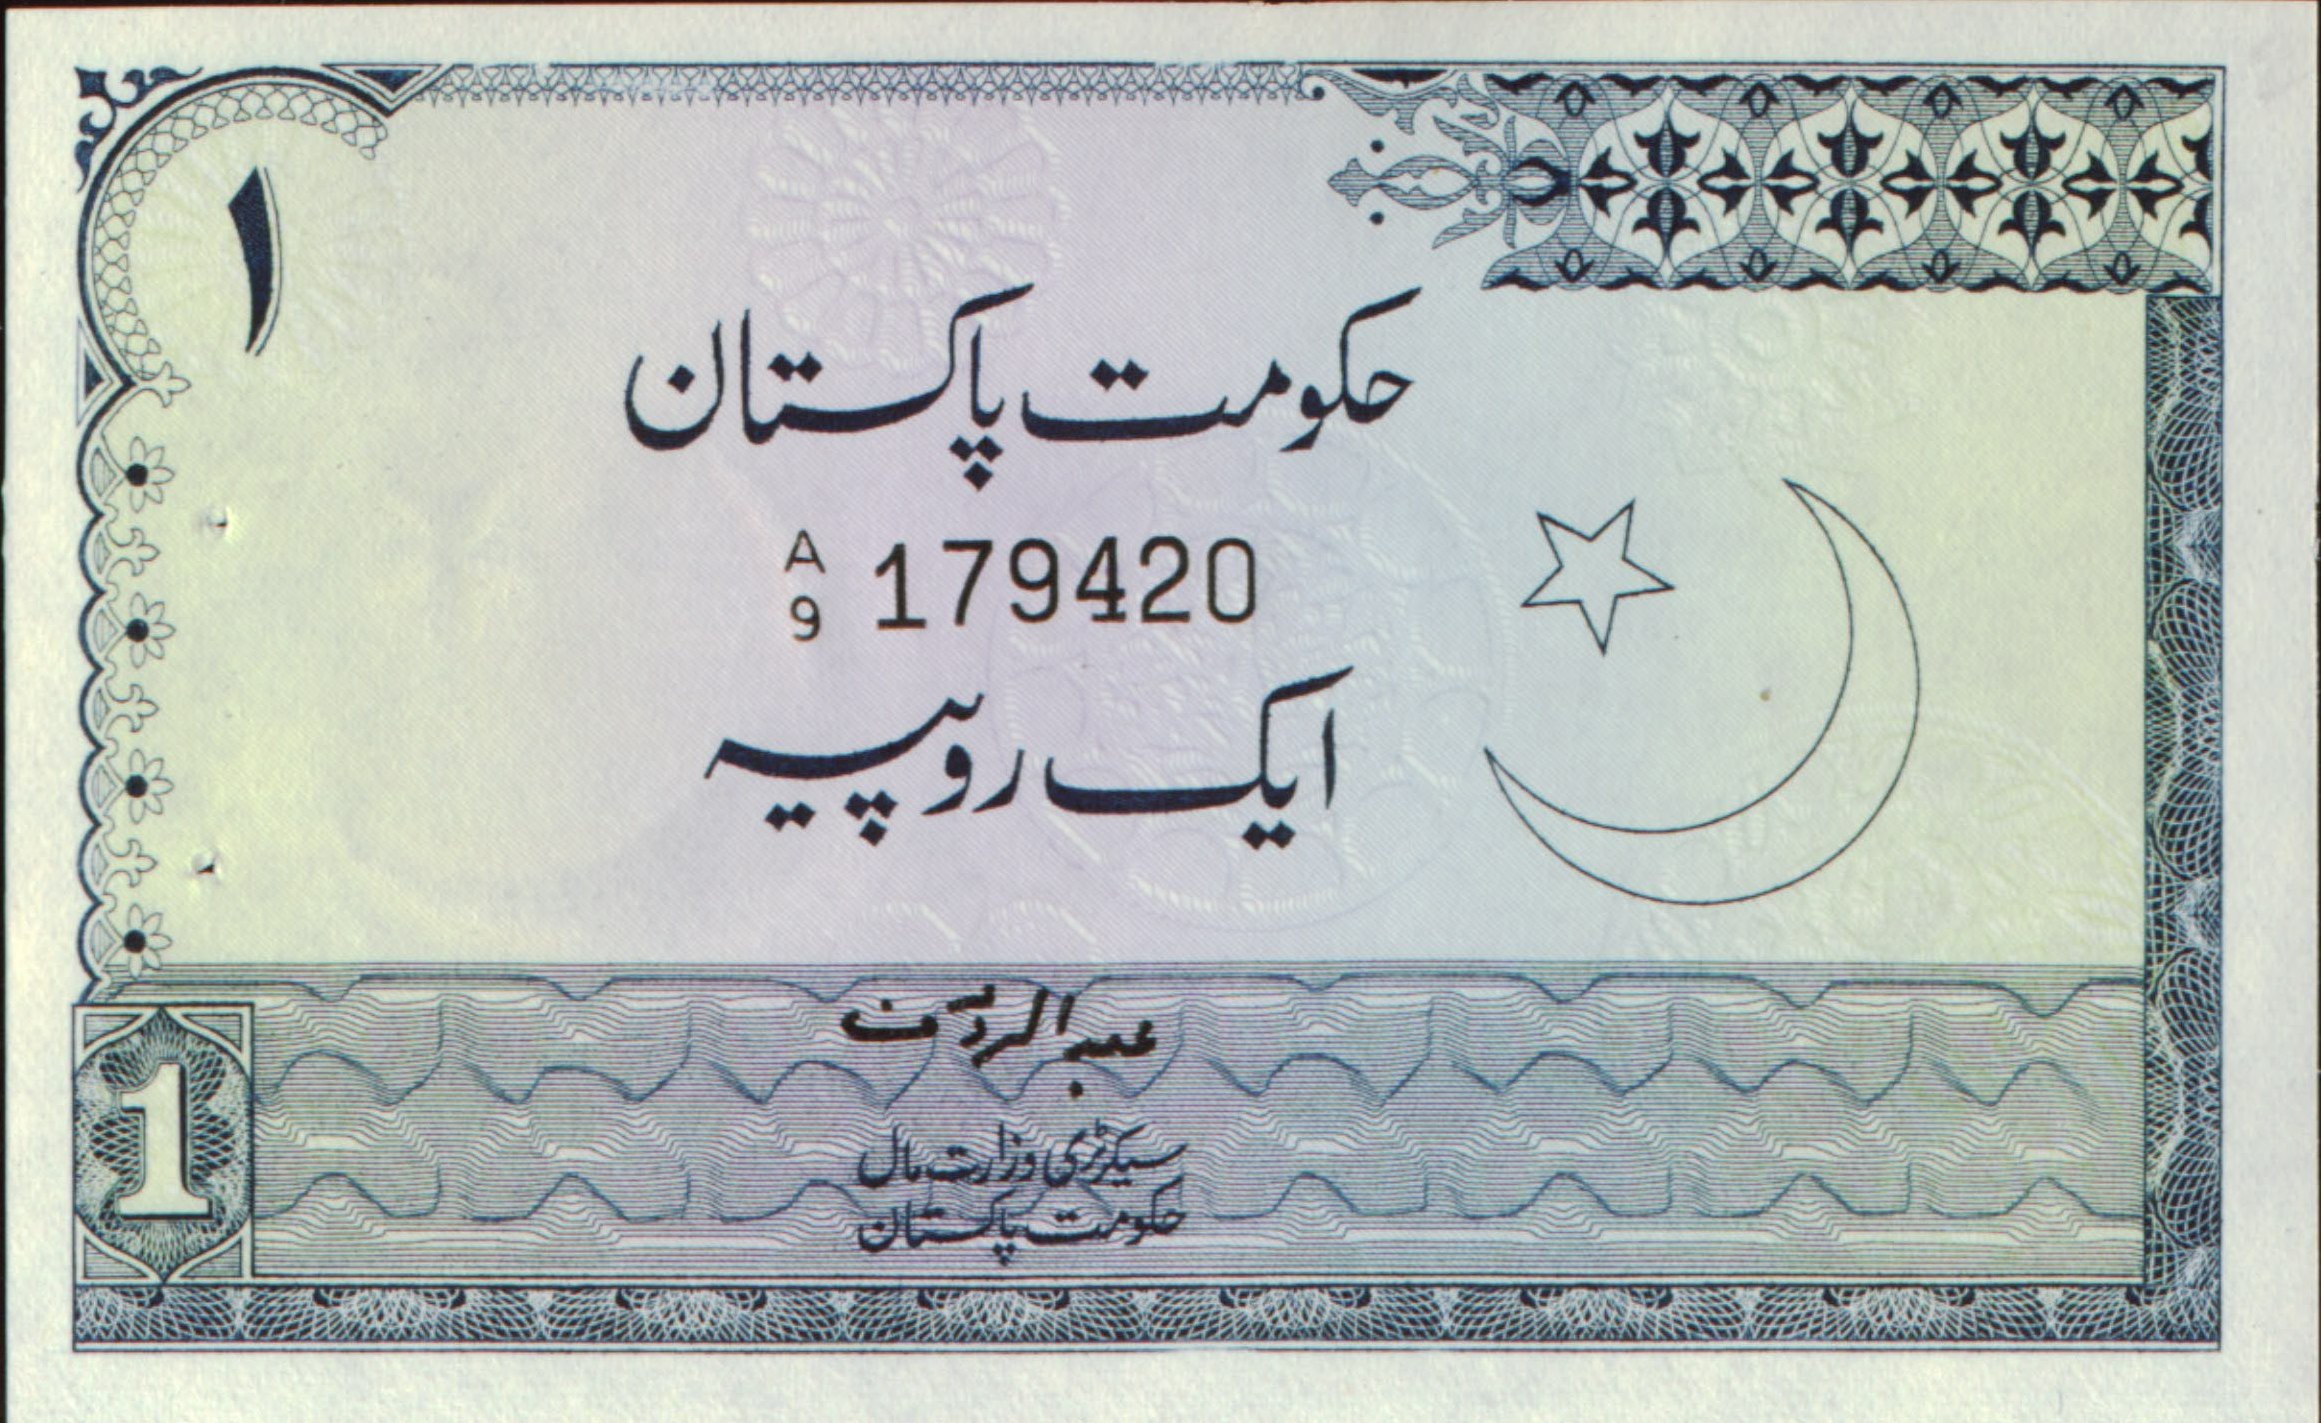 ۱
حکومت پاکستان
A
9 179420
ایک روپیہ
سیکرٹری وزارت مال
حکومت پاکستان
1